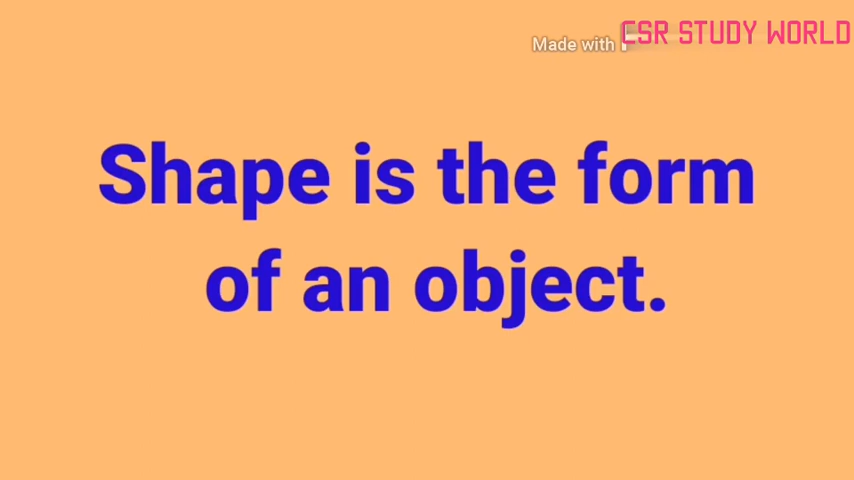 Made with
CSR STUDY WORLD
Shape is the form
of an object.